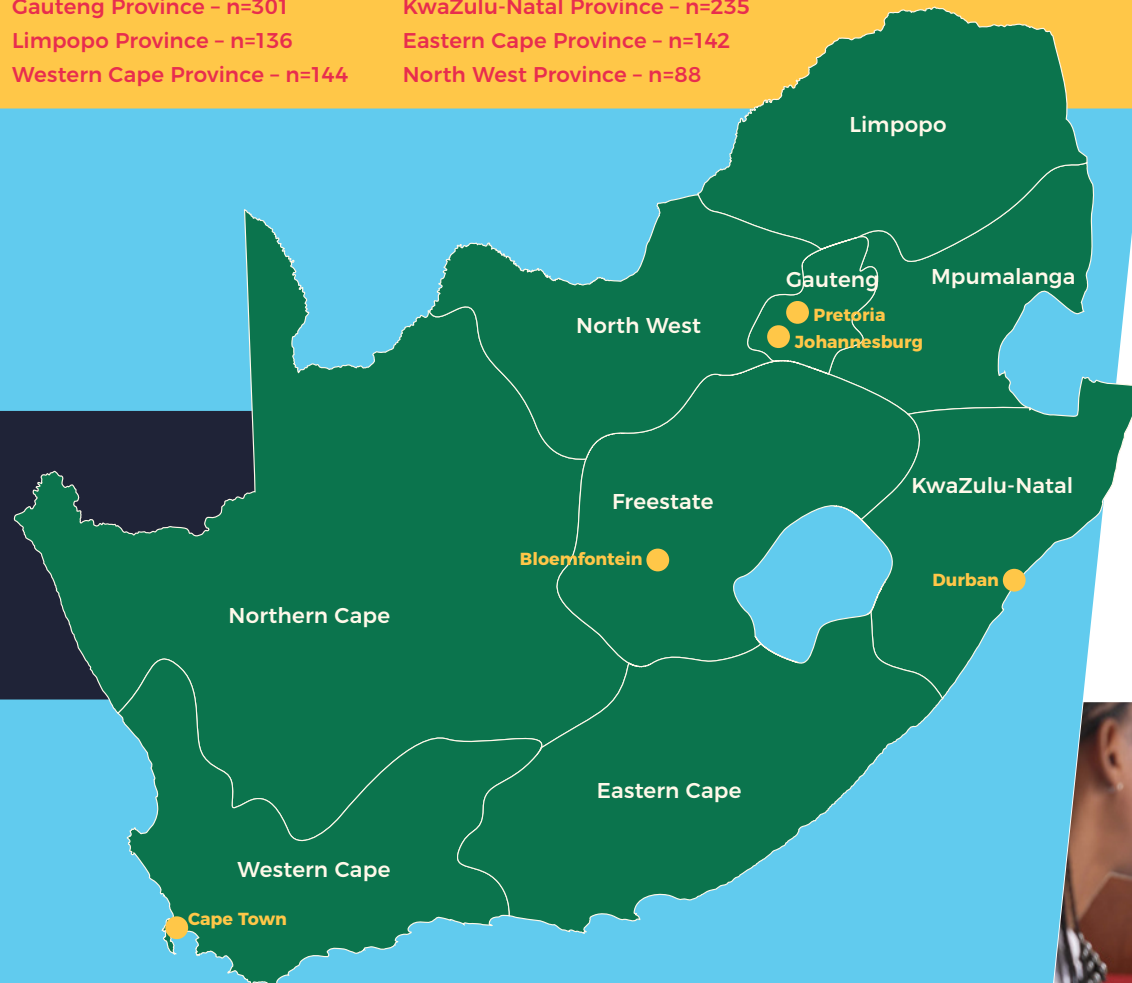 Gauteng Province – n=301
Limpopo Province – n=136
Western Cape Province – n=144
KwaZulu-Natal Province – n=235
Eastern Cape Province – n=142
North West Province – n=88
Limpopo
Gauteng
Mpumalanga
Pretoria
North West
Johannesburg
KwaZulu-Natal
Freestate
Bloemfontein
Durban
Northern Cape
Eastern Cape
Western Cape
Cape Town